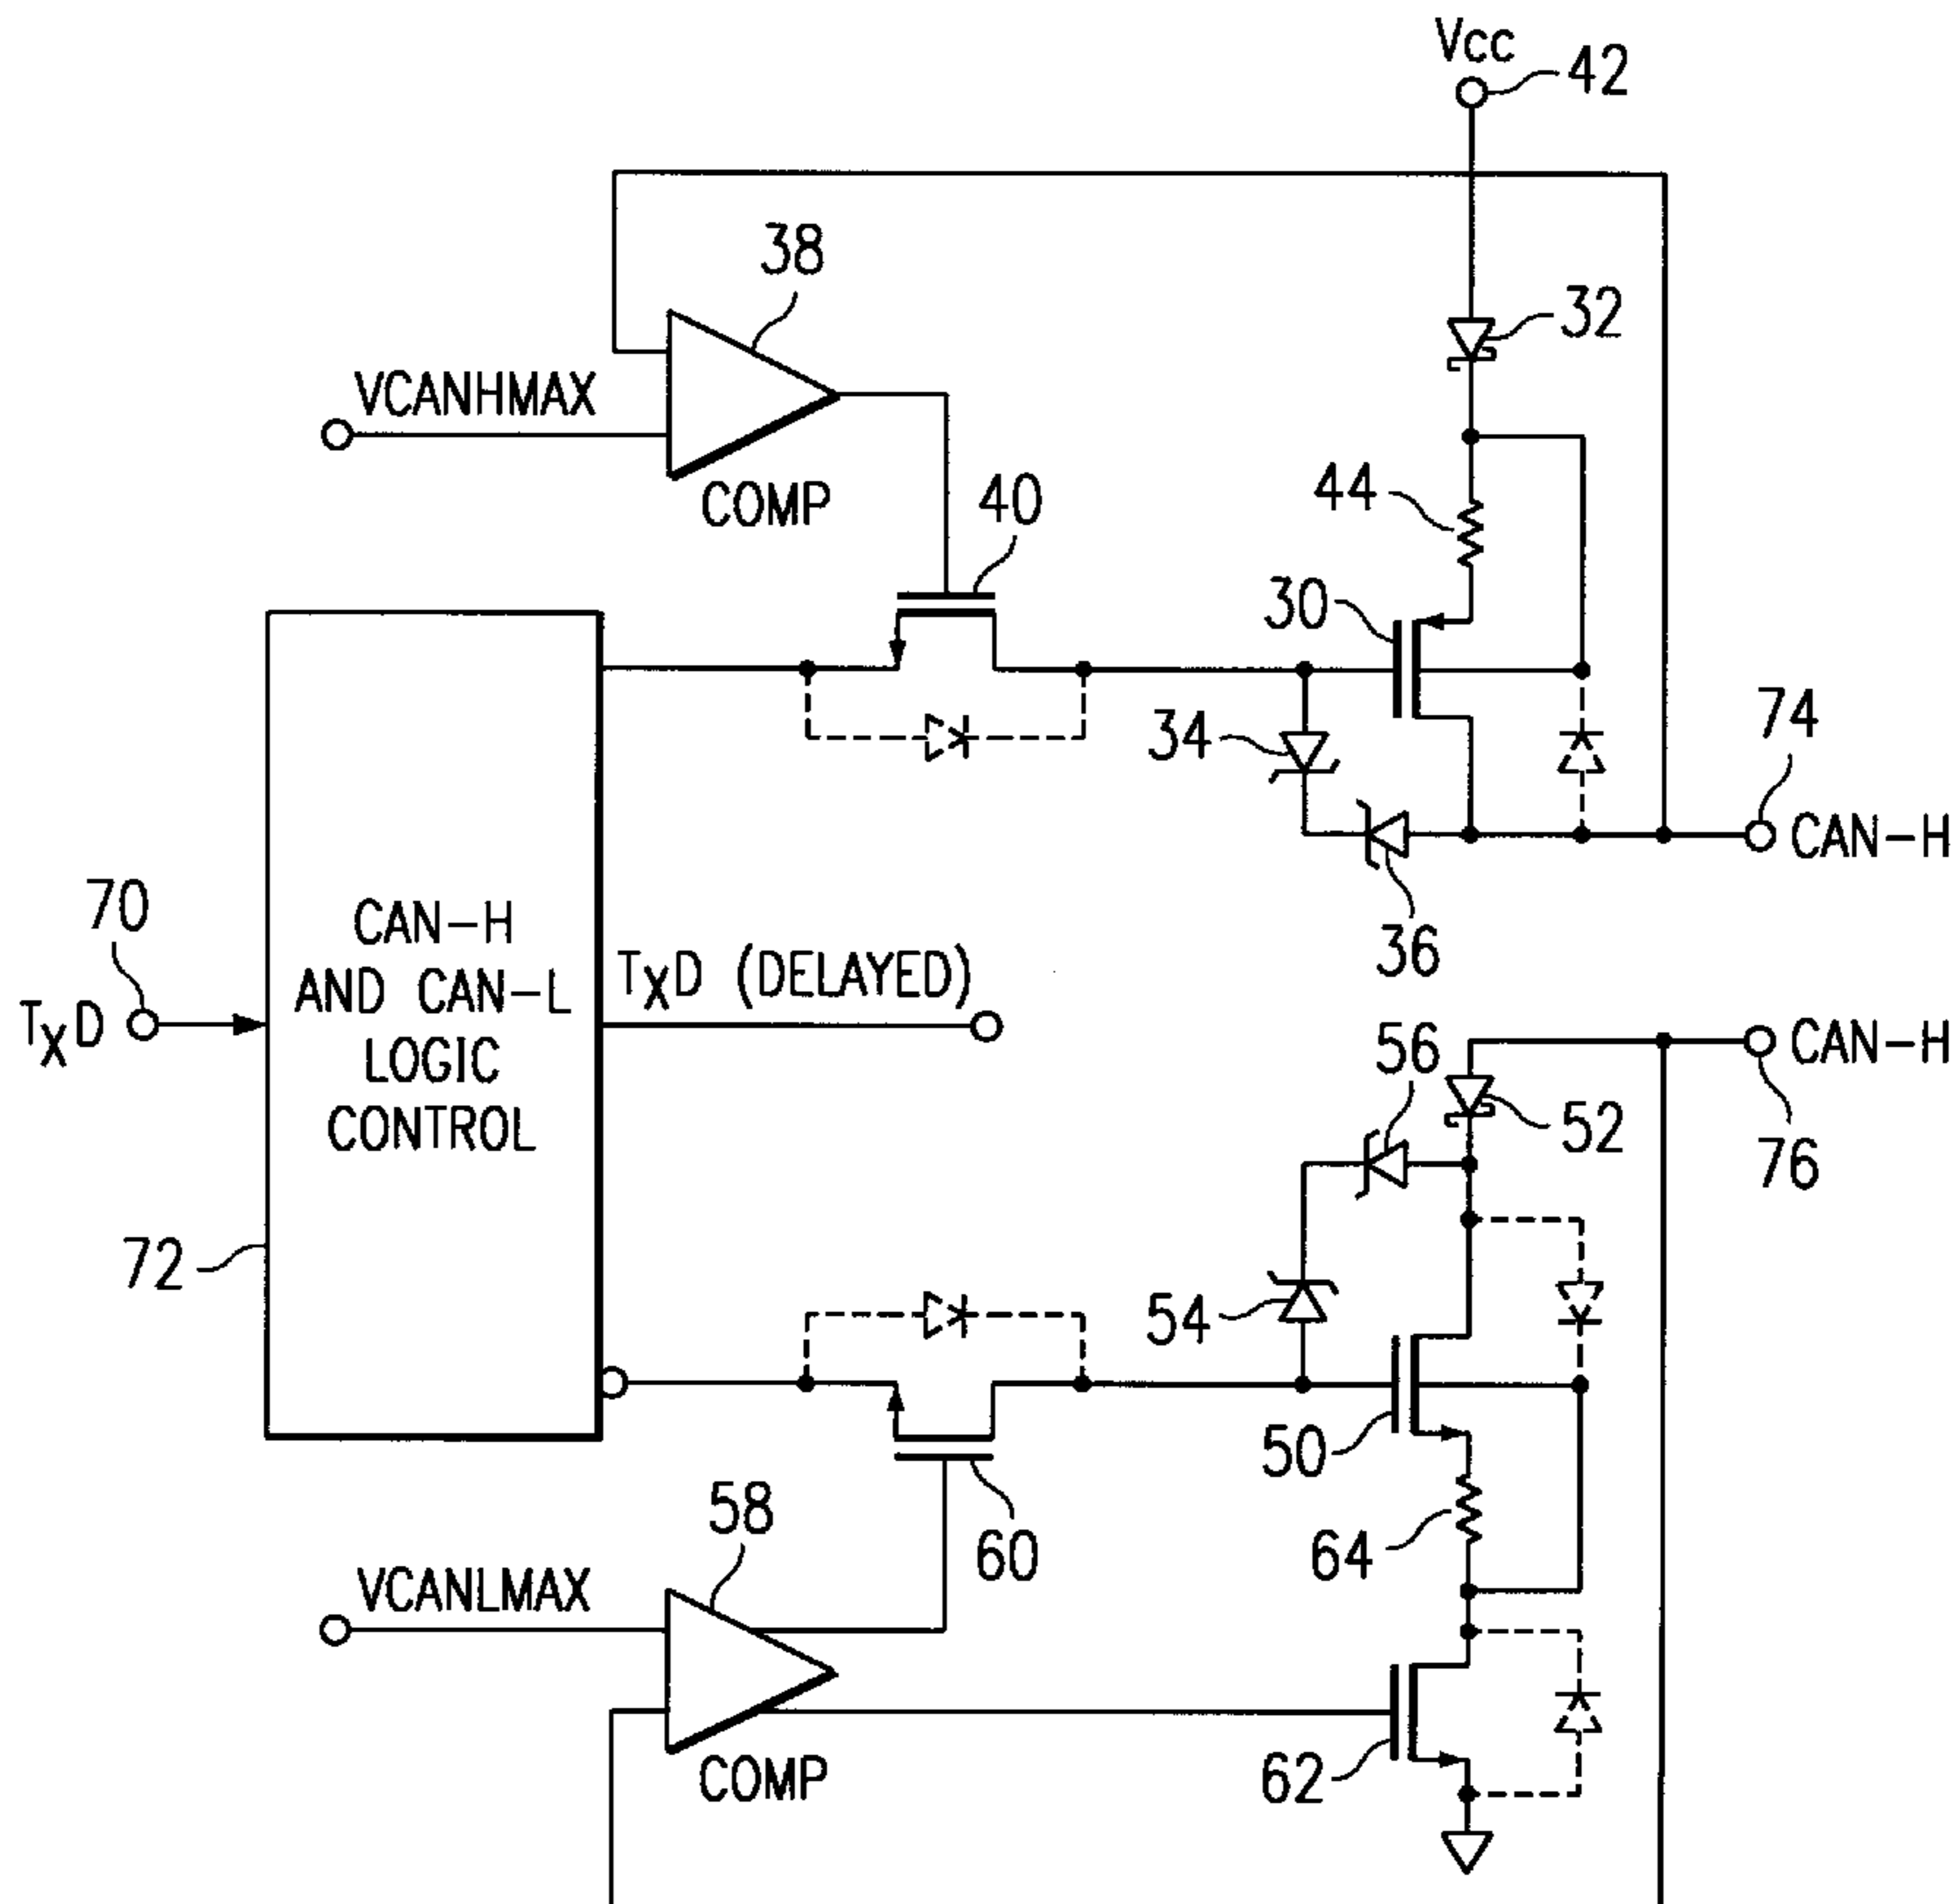 Vcc
42
38
32
VCANHMAX
COMP
40
44
30
34
74
CAN-H
36
70
TXD
CAN-H
AND CAN-L
LOGIC
CONTROL
TXD (DELAYED)
56
CAN-H
52
76
72
54
50
58
60
64
VCANLMAX
COMP
62